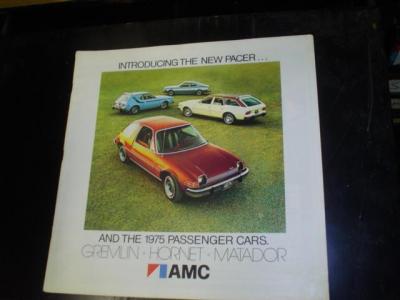 INTRODUCING THE NEW PACER...
AND THE 1975 PASSENGER CARS.
GREMLIN · HORNET · MATADOR
AMC